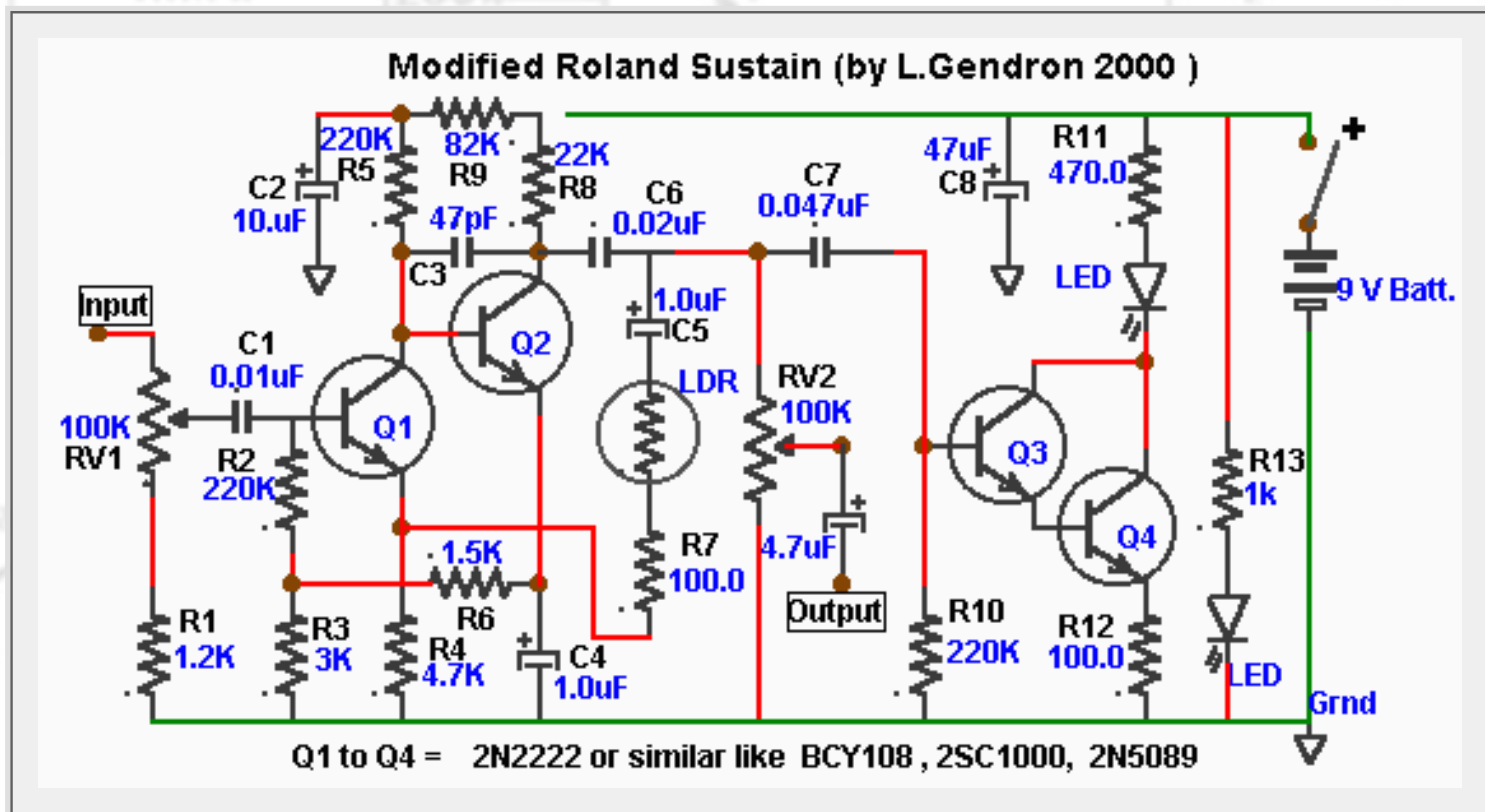 Modified Roland Sustain (by L.Gendron 2000 )
220K
R5
82K
R9
22K
R8
C2
10.uF
47pF
C3
C6
0.02uF
C7
0.047uF
47uF
C8
R11
470.0
LED
+
9 V Batt.
Input
C1
0.01uF
Q2
1.0uF
C5
LDR
RV2
100K
100K
RV1
Q1
R2
220K
Q3
R13
1k
1.5K
R6
R7
100.0
4.7uF
Output
Q4
R1
1.2K
R3
3K
R4
4.7K
C4
1.0uF
R10
220K
R12
100.0
LED
Grnd
Q1 to Q4 = 2N2222 or similar like BCY108 , 2SC1000, 2N5089